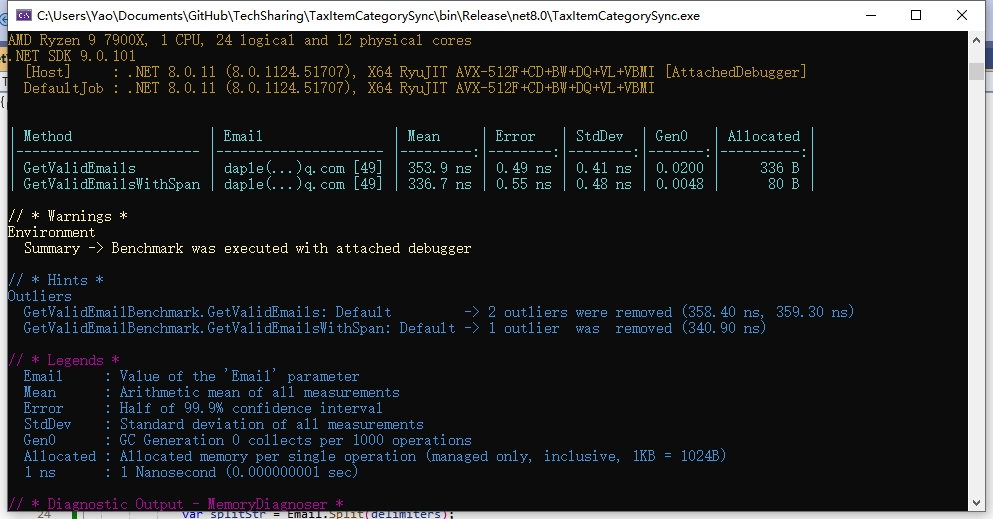 C:\Users\Yao\Documents\GitHub\TechSharing\TaxItemCategorySync\bin\Release\net8.0\TaxItemCategorySync.exe
AMD Ryzen 9 7900X, 1 CPU, 24 logical and 12 physical cores
.NET SDK 9.0.101
[Host]     : .NET 8.0.11 (8.0.1124.51707), X64 RyuJIT AVX-512F+CD+BW+DQ+VL+VBMI [AttachedDebugger]
DefaultJob : .NET 8.0.11 (8.0.1124.51707), X64 RyuJIT AVX-512F+CD+BW+DQ+VL+VBMI
| Method                | Email                | Mean     | Error   | StdDev  | Gen0   | Allocated |
|---------------------- |--------------------- |---------:|--------:|--------:|-------:|----------:|
| GetValidEmails        | daple(...)q.com [49] | 353.9 ns | 0.49 ns | 0.41 ns | 0.0200 |     336 B |
| GetValidEmailsWithSpan | daple(...)q.com [49] | 336.7 ns | 0.55 ns | 0.48 ns | 0.0048 |      80 B |
// * Warnings *
Environment
Summary -> Benchmark was executed with attached debugger
// * Hints *
Outliers
GetValidEmailBenchmark.GetValidEmails: Default         -> 2 outliers were removed (358.40 ns, 359.30 ns)
GetValidEmailBenchmark.GetValidEmailsWithSpan: Default -> 1 outlier  was  removed (340.90 ns)
// * Legends *
Email     : Value of the 'Email' parameter
Mean      : Arithmetic mean of all measurements
Error     : Half of 99.9% confidence interval
StdDev    : Standard deviation of all measurements
Gen0      : GC Generation 0 collects per 1000 operations
Allocated : Allocated memory per single operation (managed only, inclusive, 1KB = 1024B)
1 ns      : 1 Nanosecond (0.000000001 sec)
// * Diagnostic Output - MemoryDiagnoser *
24 var splitStr = Email.Split(delimiters);